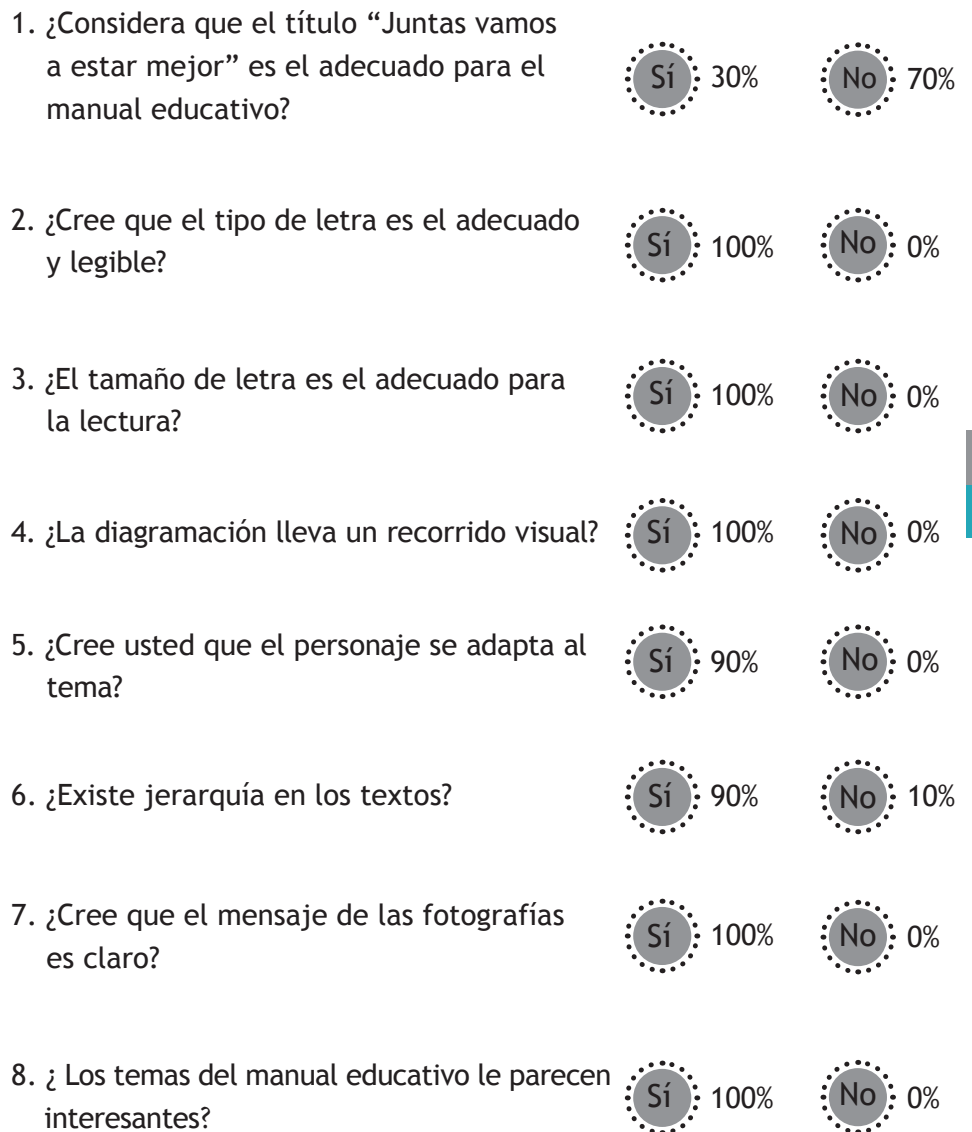 1. ¿Considera que el título “Juntas vamos
a estar mejor” es el adecuado para el
manual educativo?
Sí 30% No 70%
2. ¿Cree que el tipo de letra es el adecuado
y legible?
Sí 100% No 0%
3. ¿El tamaño de letra es el adecuado para
la lectura?
Sí 100% No 0%
4. ¿La diagramación lleva un recorrido visual? Sí 100% No 0%
5. ¿Cree usted que el personaje se adapta al
tema?
Sí 90% No 0%
6. ¿Existe jerarquía en los textos? Sí 90% No 10%
7. ¿Cree que el mensaje de las fotografías
es claro?
Sí 100% No 0%
8. ¿ Los temas del manual educativo le parecen
interesantes?
Sí 100% No 0%